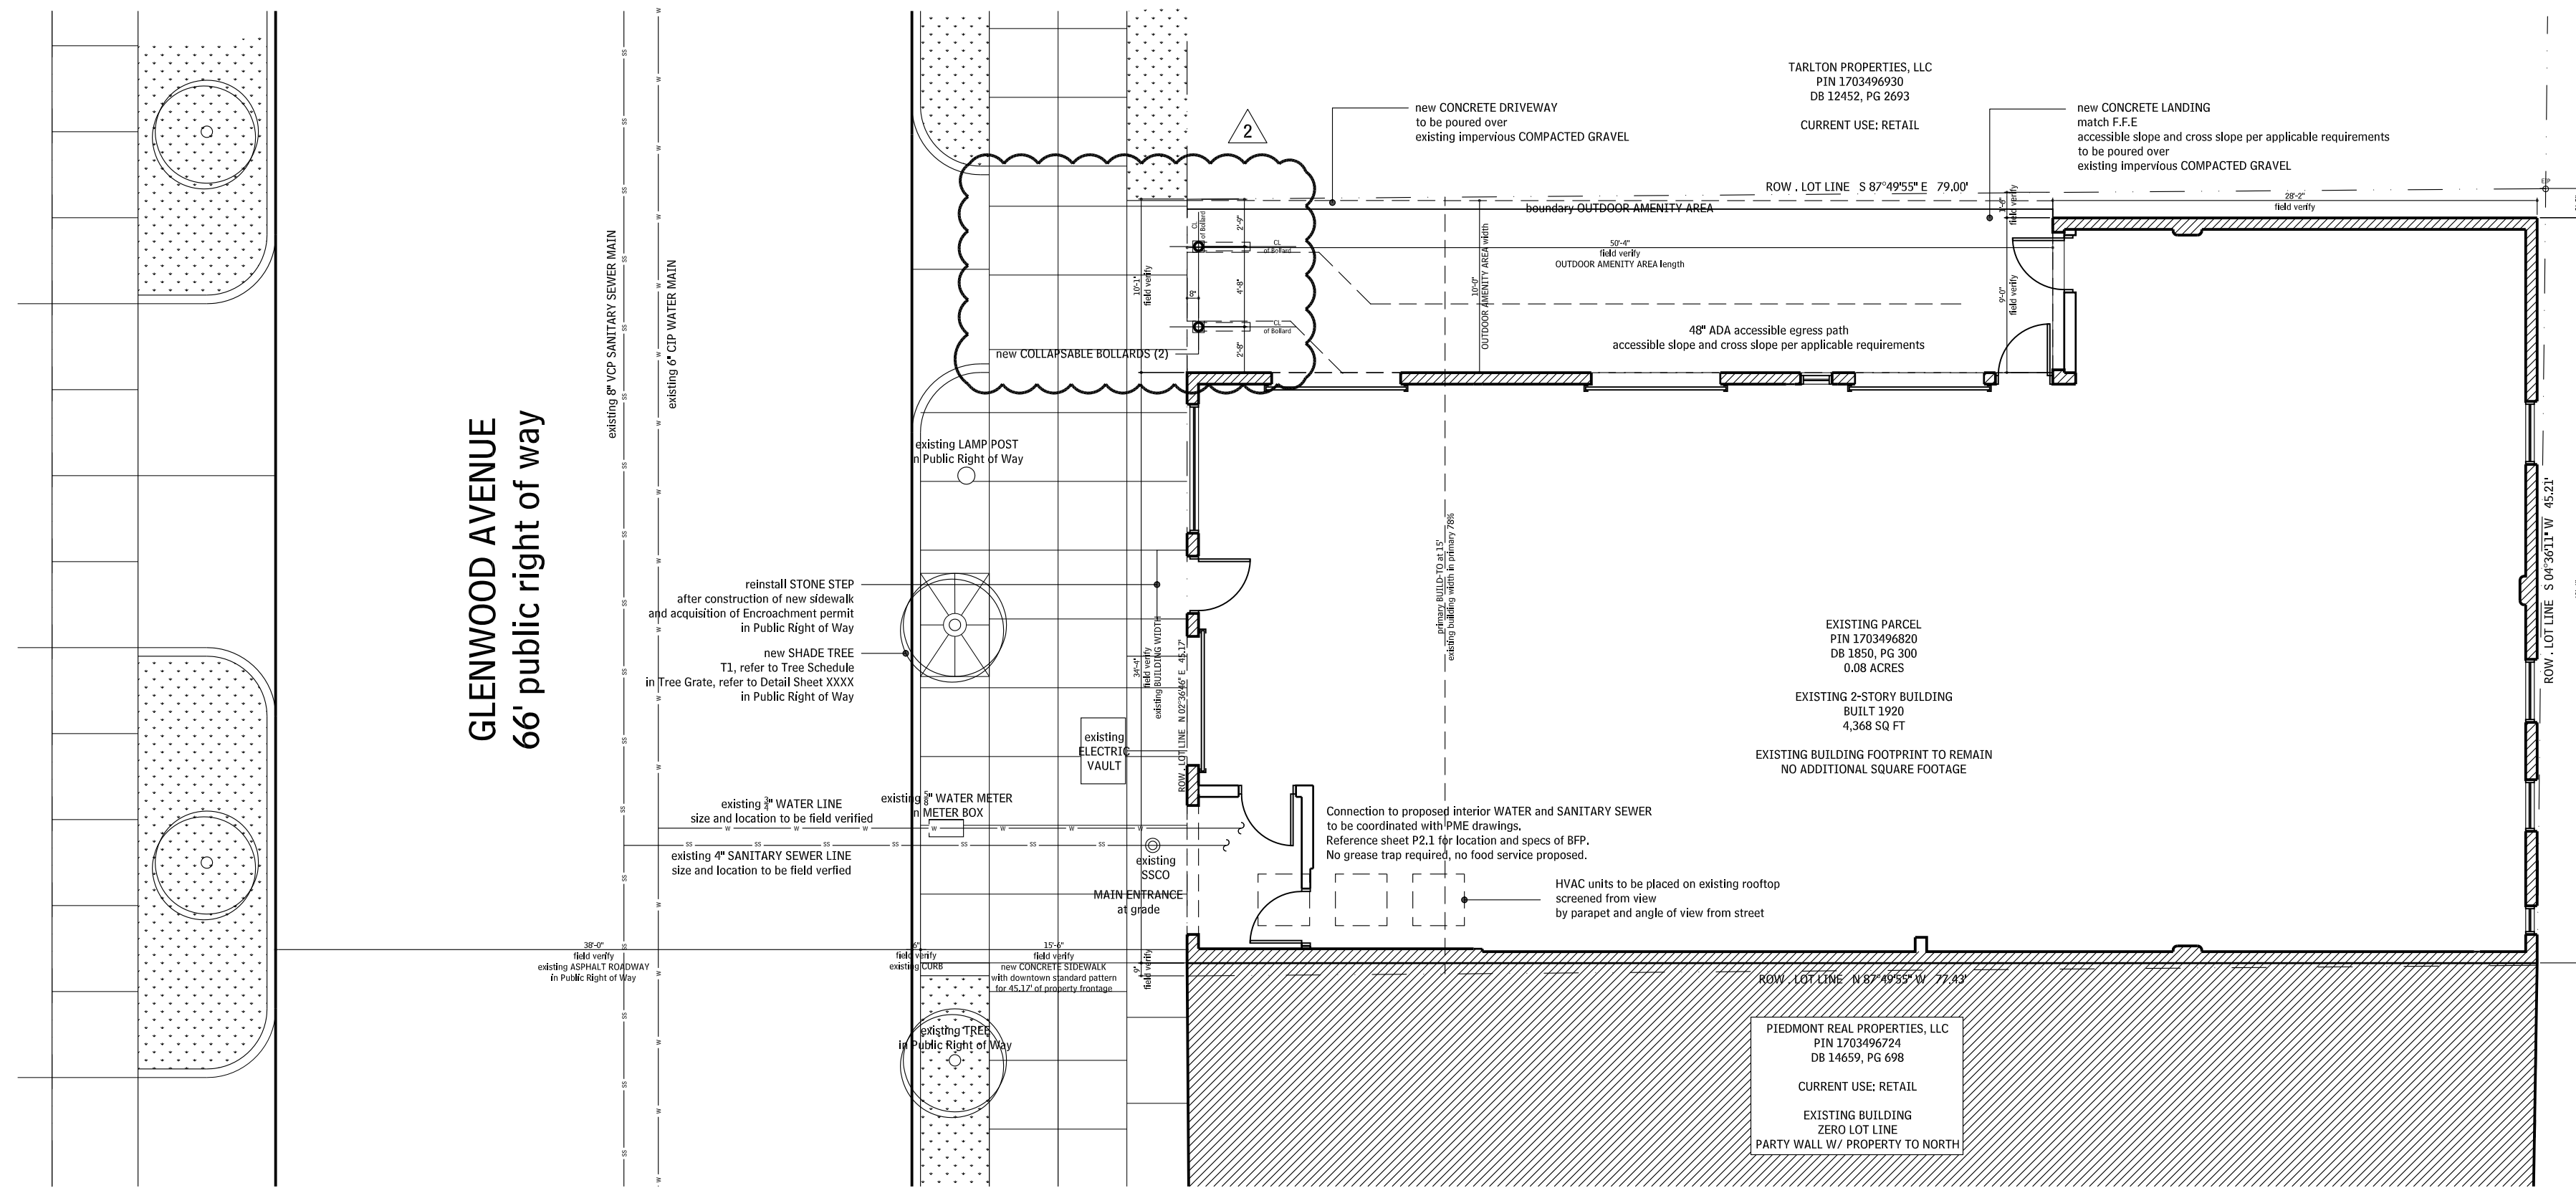 TARLTON PROPERTIES, LLC
PIN 1703496930
DB 12452, PG 2693
CURRENT USE: RETAIL
new CONCRETE DRIVEWAY
to be poured over
existing impervious COMPACTED GRAVEL
new CONCRETE LANDING
match F.F.E
accessible slope and cross slope per applicable requirements
to be poured over
existing impervious COMPACTED GRAVEL
2
ROW . LOT LINE S 87°49'55" E 79.00'
boundary OUTDOOR AMENITY AREA
28'-2"
field verify
1'-6"
field verify
50'-4"
field verify
OUTDOOR AMENITY AREA length
10'-0"
OUTDOOR AMENITY AREA width
9'-0"
field verify
48" ADA accessible egress path
accessible slope and cross slope per applicable requirements
CL
of Bollard
2'-9"
CL
of Bollard
10'-1"
field verify
8"
4'-8"
CL
of Bollard
2'-8"
new COLLAPSABLE BOLLARDS (2)
GLENWOOD AVENUE
66' public right of way
existing 8" VCP SANITARY SEWER MAIN
existing 6" CIP WATER MAIN
existing LAMP POST
in Public Right of Way
reinstall STONE STEP
after construction of new sidewalk
and acquisition of Encroachment permit
in Public Right of Way
new SHADE TREE
T1, refer to Tree Schedule
in Tree Grate, refer to Detail Sheet XXXX
in Public Right of Way
34'-4"
field verify
existing BUILDING WIDTH
ROW . LOT LINE N 02°36'46" E 45.17'
primary BUILD-TO at 15'
existing building width in primary 78%
existing
ELECTRIC
VAULT
EXISTING PARCEL
PIN 1703496820
DB 1850, PG 300
0.08 ACRES
EXISTING 2-STORY BUILDING
BUILT 1920
4,368 SQ FT
EXISTING BUILDING FOOTPRINT TO REMAIN
NO ADDITIONAL SQUARE FOOTAGE
ROW . LOT LINE S 04°36'11" W 45.21'
existing 3/4" WATER LINE
size and location to be field verified
existing 5/8" WATER METER
in METER BOX
existing 4" SANITARY SEWER LINE
size and location to be field verfied
existing
SSCO
MAIN ENTRANCE
at grade
Connection to proposed interior WATER and SANITARY SEWER
to be coordinated with PME drawings.
Reference sheet P2.1 for location and specs of BFP.
No grease trap required, no food service proposed.
HVAC units to be placed on existing rooftop
screened from view
by parapet and angle of view from street
38'-0"
field verify
existing ASPHALT ROADWAY
in Public Right of Way
6"
field verify
existing CURB
15'-6"
field verify
new CONCRETE SIDEWALK
with downtown standard pattern
for 45.17' of property frontage
9"
field verify
ROW . LOT LINE N 87°49'55" W 77.43'
existing TREE
in Public Right of Way
PIEDMONT REAL PROPERTIES, LLC
PIN 1703496724
DB 14659, PG 698
CURRENT USE: RETAIL
EXISTING BUILDING
ZERO LOT LINE
PARTY WALL W/ PROPERTY TO NORTH